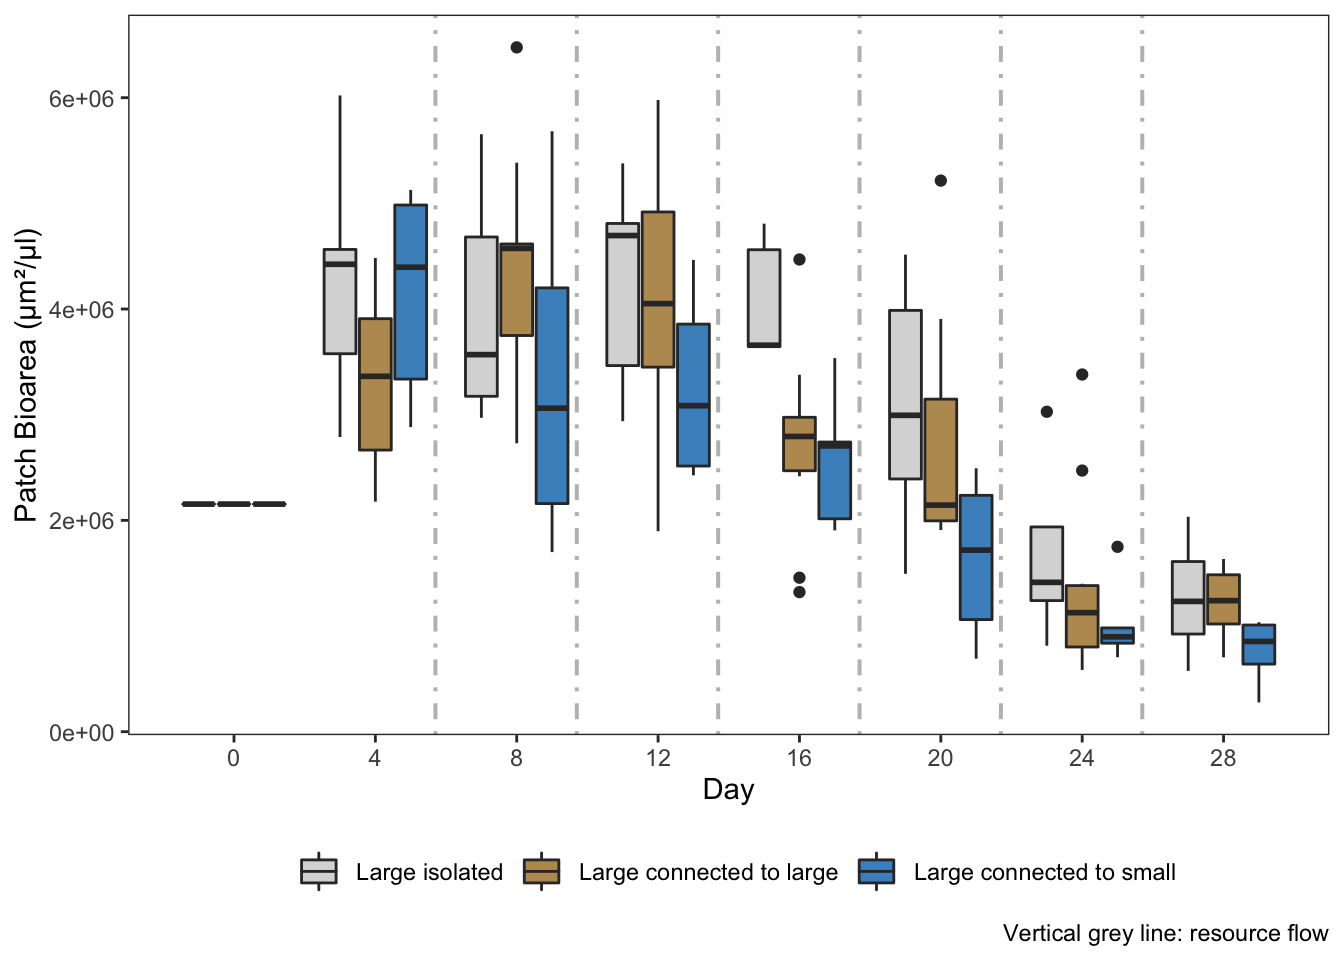 Patch Bioarea (µm²/µl)
6e+06
4e+06
2e+06
0e+00
0 4 8 12 16 20 24 28
Day
Large isolated Large connected to large Large connected to small
Vertical grey line: resource flow